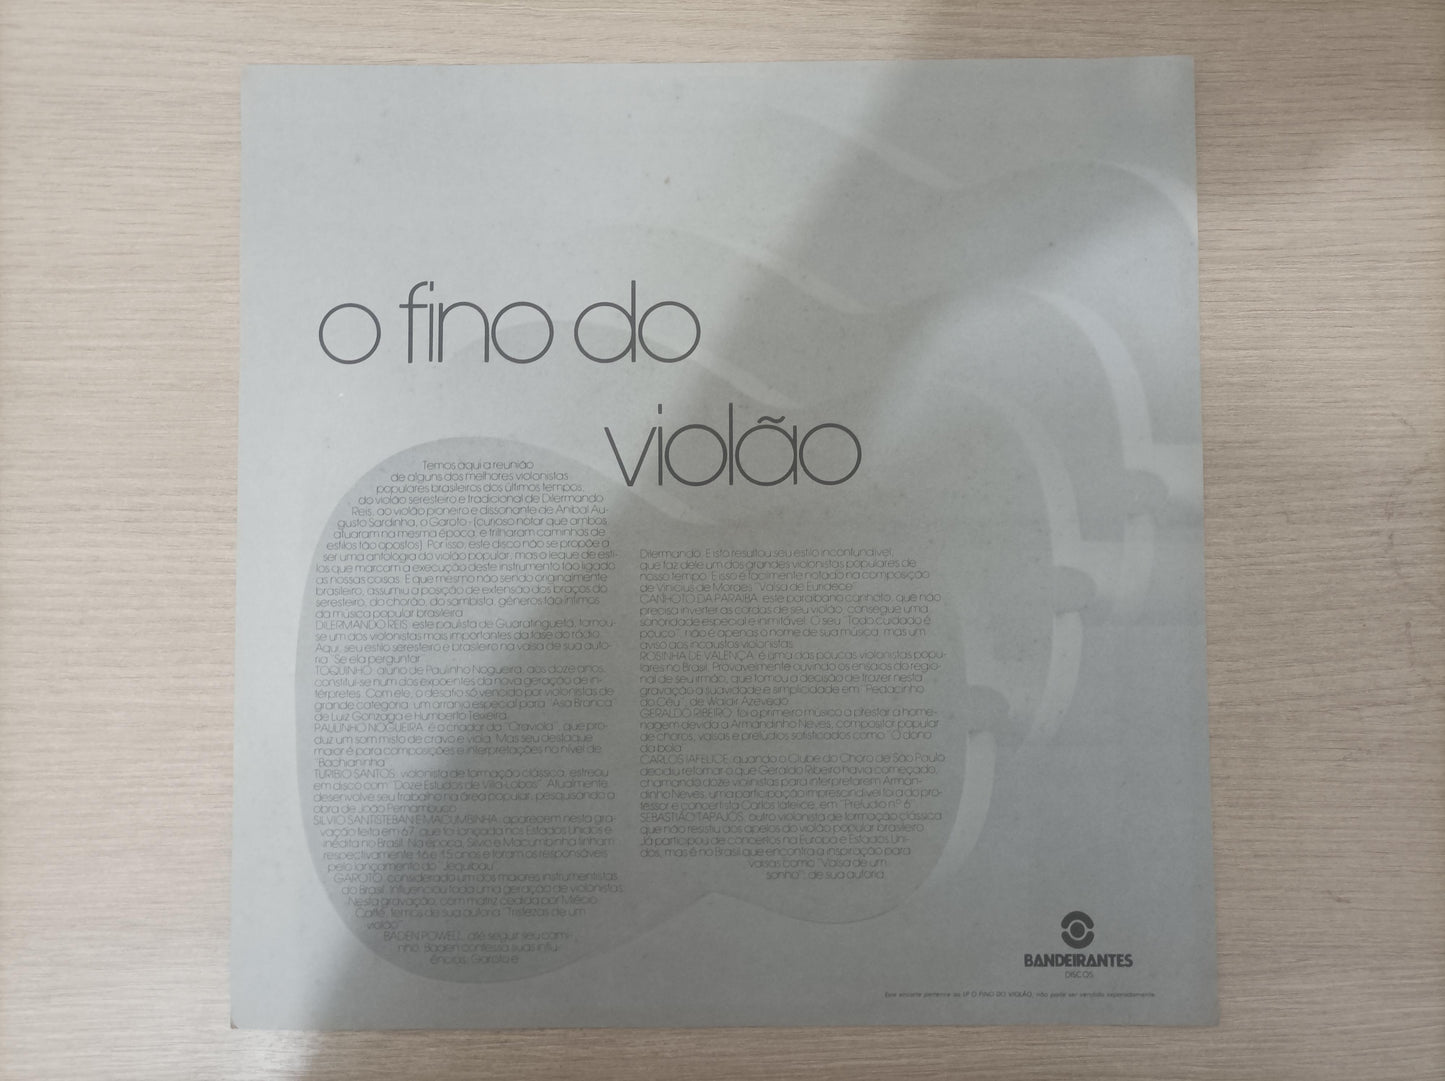 o fino do
violão
Temos aqui a reunião
de alguns dos melhores violonistas
populares brasileiros dos últimos tempos,
do violão seresteiro e tradicional de Dilermando
Reis, ao violão pioneiro e dissonante de Anibal Au-
gusto Sardinha, o Garoto - (curioso notar que ambos
atuaram na mesma época, e trilharam caminhos de
estilos tão opostos). Por isso, este disco não se propõe a
ser uma antologia do violão popular, mas o leque de esti-
los que marcam a execução deste instrumento tão ligado
às nossas coisas. E que mesmo não sendo originalmente
brasileiro, assumiu a posição de extensão dos braços do
seresteiro, do chorão, do sambista, gêneros tão íntimos
da música popular brasileira.
DILERMANDO REIS, este paulista de Guaratinguetá, tornou-
se um dos violonistas mais importantes da fase do rádio.
Aqui, seu estilo seresteiro e brasileiro na valsa de sua auto-
ria "Se ela perguntar".
TOQUINHO, aluno de Paulinho Nogueira, aos doze anos,
constitui-se num dos expoentes da nova geração de in-
térpretes. Com ele, o desafio só vencido por violonistas de
grande categoria: um arranjo especial para "Asa Branca"
de Luiz Gonzaga e Humberto Teixeira.
PAULINHO NOGUEIRA, é o criador da "Craviola", que pro-
duz um som misto de cravo e viola. Mas seu destaque
maior é para composições e interpretações no nível de
"Bachianinha".
TURIBIO SANTOS, violonista de formação clássica, estreou
em disco com "Doze Estudos de Villa-Lobos". Atualmente,
desenvolve seu trabalho na área popular, pesquisando a
obra de João Pernambuco.
SILVIO SANTISTEBAN E MACUMBINHA, aparecem nesta gra-
vação feita em 67, que foi lançada nos Estados Unidos e
inédita no Brasil. Na época, Silvio e Macumbinha tinham
respectivamente 16 e 15 anos e foram os responsáveis
pelo lançamento do "Jequibau".
GAROTO, considerado um dos maiores instrumentistas
do Brasil. Influenciou toda uma geração de violonistas.
Nesta gravação, com matriz cedida por Miécio
Caffé, temos de sua autoria "Tristezas de um
violão".
BADEN POWELL, até seguir seu cami-
nho, Baden confessa suas influ-
ências, Garoto e
Dilermando. E isto resultou seu estilo inconfundível,
que faz dele um dos grandes violonistas populares de
nosso tempo. E isso é facilmente notado na composição
de Vinicius de Moraes "Valsa de Euridece".
CANHOTO DA PARAIBA, este paraibano canhoto, que não
precisa inverter as cordas de seu violão, consegue uma
sonoridade especial e inimitável. O seu "Todo cuidado é
pouco", não é apenas o nome de sua música, mas um
aviso aos incautos violonistas.
ROSINHA DE VALENÇA, é uma das poucas violonistas popu-
lares no Brasil. Provavelmente ouvindo os ensaios do regio-
nal de seu irmão, que tomou a decisão de trazer nesta
gravação a suavidade e simplicidade em "Pedacinho
do Céu", de Waldir Azevedo.
GERALDO RIBEIRO, foi o primeiro músico a prestar a home-
nagem devida a Armandinho Neves, compositor popular
de choros, valsas e prelúdios sofisticados como "O dono
da bola".
CARLOS IAFELICE, quando o Clube do Choro de São Paulo
decidiu retomar o que Geraldo Ribeiro havia começado,
chamando doze violinistas para interpretarem Arman-
dinho Neves, uma participação imprescindível foi a do pro-
fessor e concertista Carlos Iafelice, em "Prelúdio nº 6".
SEBASTIÃO TAPAJÓS, outro violonista de formação clássica
que não resistiu aos apelos do violão popular brasileiro.
Já participou de concertos na Europa e Estados Uni-
dos, mas é no Brasil que encontra a inspiração para
valsas como "Valsa de um
sonho", de sua autoria.
BANDEIRANTES
DISCOS
Este encarte pertence ao LP O FINO DO VIOLÃO, não pode ser vendido separadamente.